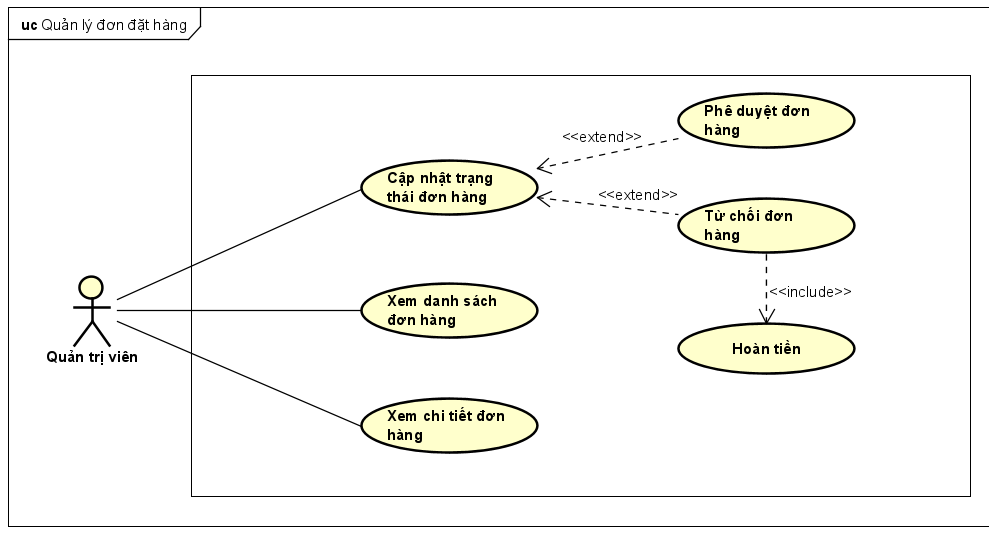 uc Quản lý đơn đặt hàng
Phê duyệt đơn
hàng
<<extend>>
Cập nhật trạng
thái đơn hàng
<<extend>>
Từ chối đơn
hàng
<<include>>
Xem danh sách
đơn hàng
Hoàn tiền
Quản trị viên
Xem chi tiết đơn
hàng